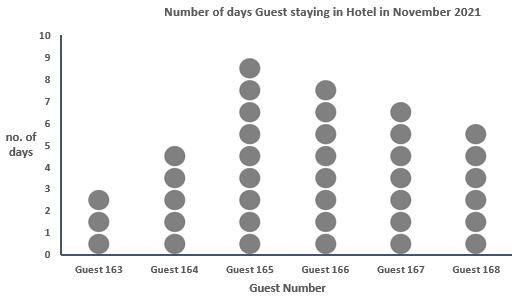 Number of days Guest staying in Hotel in November 2021
10
9
8
7
6
5
4
3
2
1
0
no. of
days
Guest 163 Guest 164 Guest 165 Guest 166 Guest 167 Guest 168
Guest Number